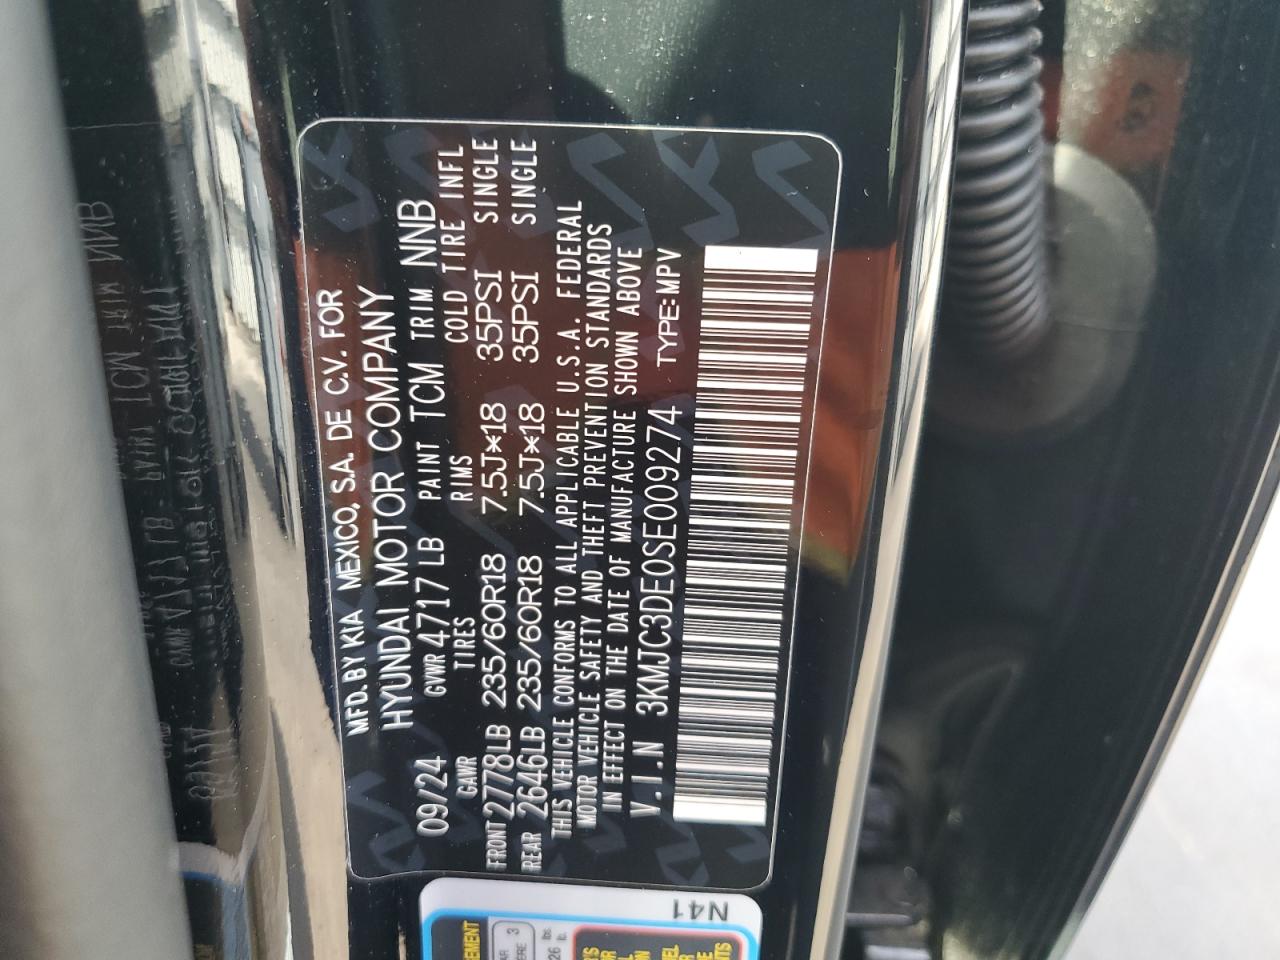 MFD. BY KIA MEXICO, S.A. DE C.V. FOR
HYUNDAI MOTOR COMPANY
09/24 GVWR 4717 LB PAINT TCM TRIM NNB
GAWR TIRES RIMS COLD TIRE INFL
FRONT 2778LB 235/60R18 7.5J*18 35PSI SINGLE
REAR 2646LB 235/60R18 7.5J*18 35PSI SINGLE
THIS VEHICLE CONFORMS TO ALL APPLICABLE U.S.A. FEDERAL
MOTOR VEHICLE SAFETY AND THEFT PREVENTION STANDARDS
IN EFFECT ON THE DATE OF MANUFACTURE SHOWN ABOVE
V.I.N 3KMJC3DE0SE009274 TYPE: MPV
N41